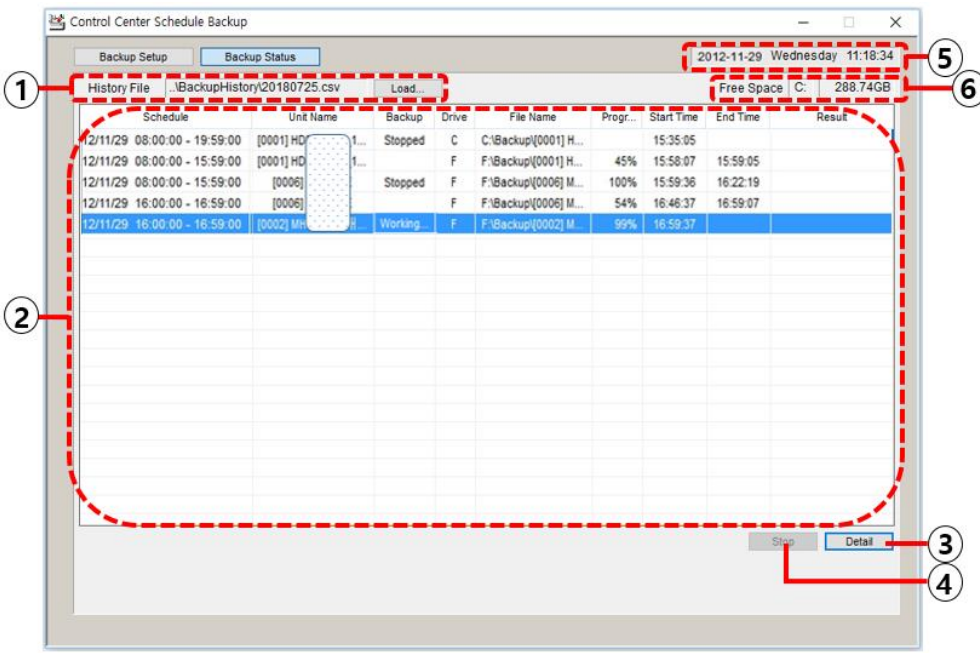 Control Center Schedule Backup
Backup Setup Backup Status 2012-11-29 Wednesday 11:18:34 5
1 History File ..\BackupHistory\20180725.csv Load... Free Space C: 288.74GB 6
Schedule Unit Name Backup Drive File Name Progr... Start Time End Time Result
12/11/29 08:00:00 - 19:59:00 [0001] HD 1... Stopped C C:\Backup\[0001] H... 15:35:05
12/11/29 08:00:00 - 15:59:00 [0001] HD 1... F F:\Backup\[0001] H... 45% 15:58:07 15:59:05
12/11/29 08:00:00 - 15:59:00 [0006] Stopped F F:\Backup\[0006] M... 100% 15:59:36 16:22:19
12/11/29 16:00:00 - 16:59:00 [0006] F F:\Backup\[0006] M... 54% 16:46:37 16:59:07
12/11/29 16:00:00 - 16:59:00 [0002] MH H... Working... F F:\Backup\[0002] M... 99% 16:59:37
2
Stop Detail 3
4